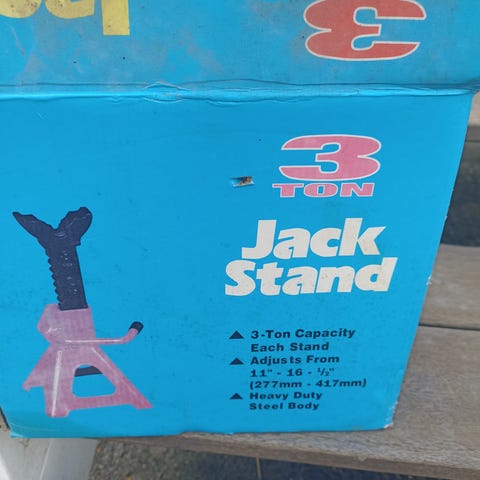 3
3
TON
Jack
Stand
▲ 3-Ton Capacity
Each Stand
▲ Adjusts From
11" - 16 - ½"
(277mm - 417mm)
▲ Heavy Duty
Steel Body